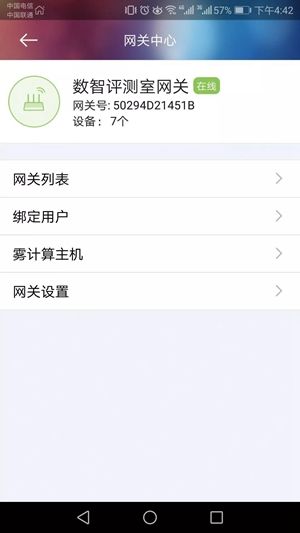 中国电信
中国联通
57% 下午4:42
网关中心
数智评测室网关 在线
网关号: 50294D21451B
设备: 7个
网关列表
绑定用户
雾计算主机
网关设置